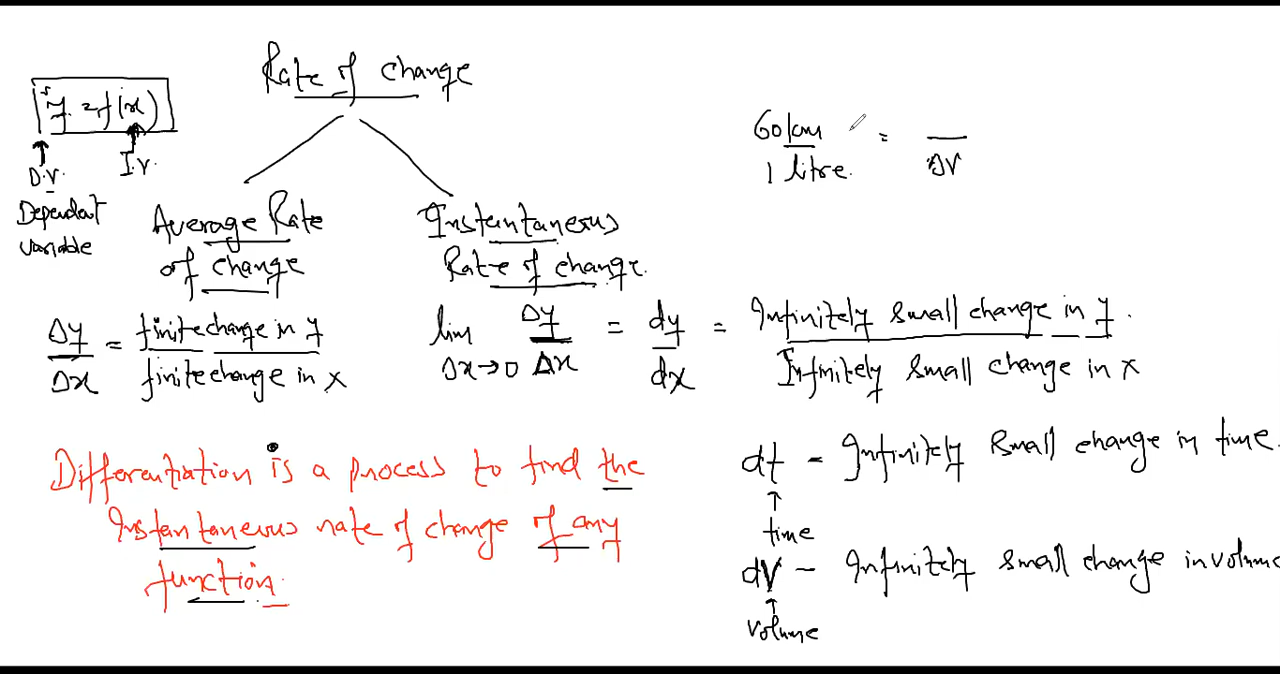 Rate of change
y = f(x)
D.V.
I.V.
Dependent
variable
Average Rate
of change
Instantaneous
Rate of change.
Δy/Δx = finite change in y / finite change in x
lim Δx→0 Δy/Δx = dy/dx = Infinitely small change in y. / Infinitely small change in x
60 km / 1 litre. = / ΔV
Differentiation is a process to find the
Instantaneous rate of change of any
function.
dt - Infinitely small change in time.
time
dV - Infinitely small change in volume
volume